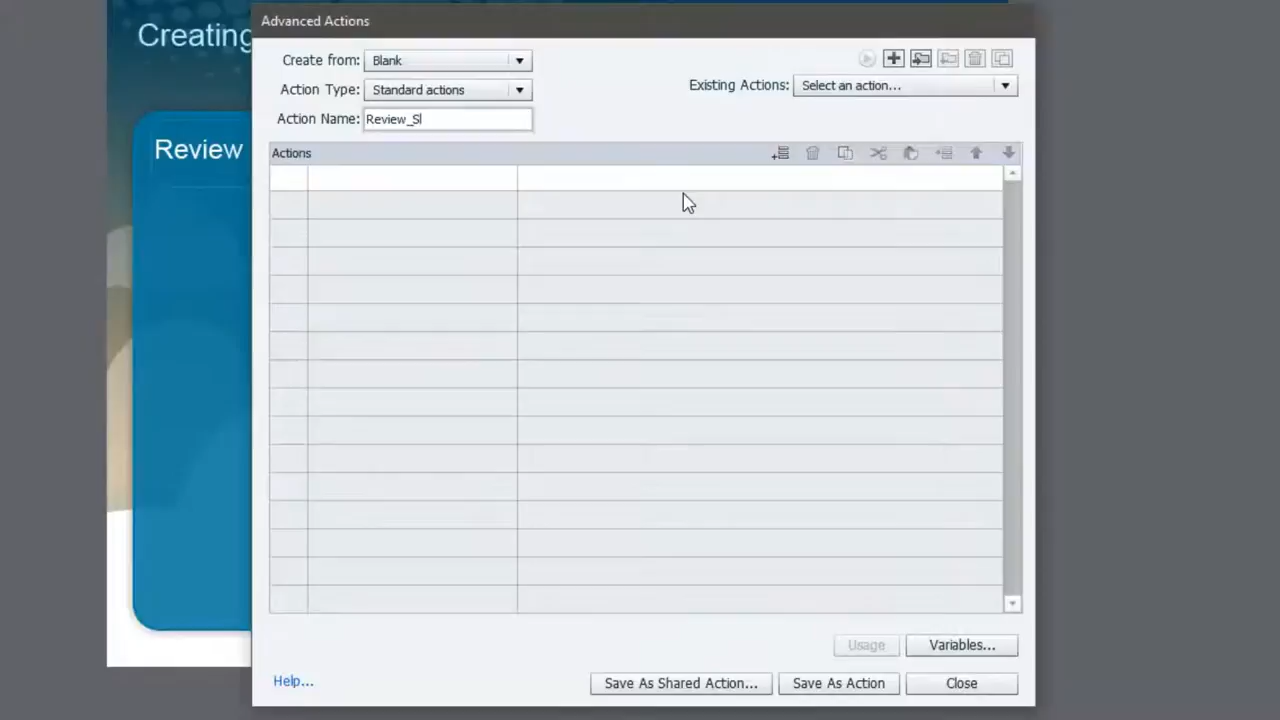 Creating
Review
Advanced Actions
Create from: Blank
Action Type: Standard actions
Existing Actions: Select an action...
Action Name: Review_Sl
Actions
Usage
Variables...
Help...
Save As Shared Action...
Save As Action
Close